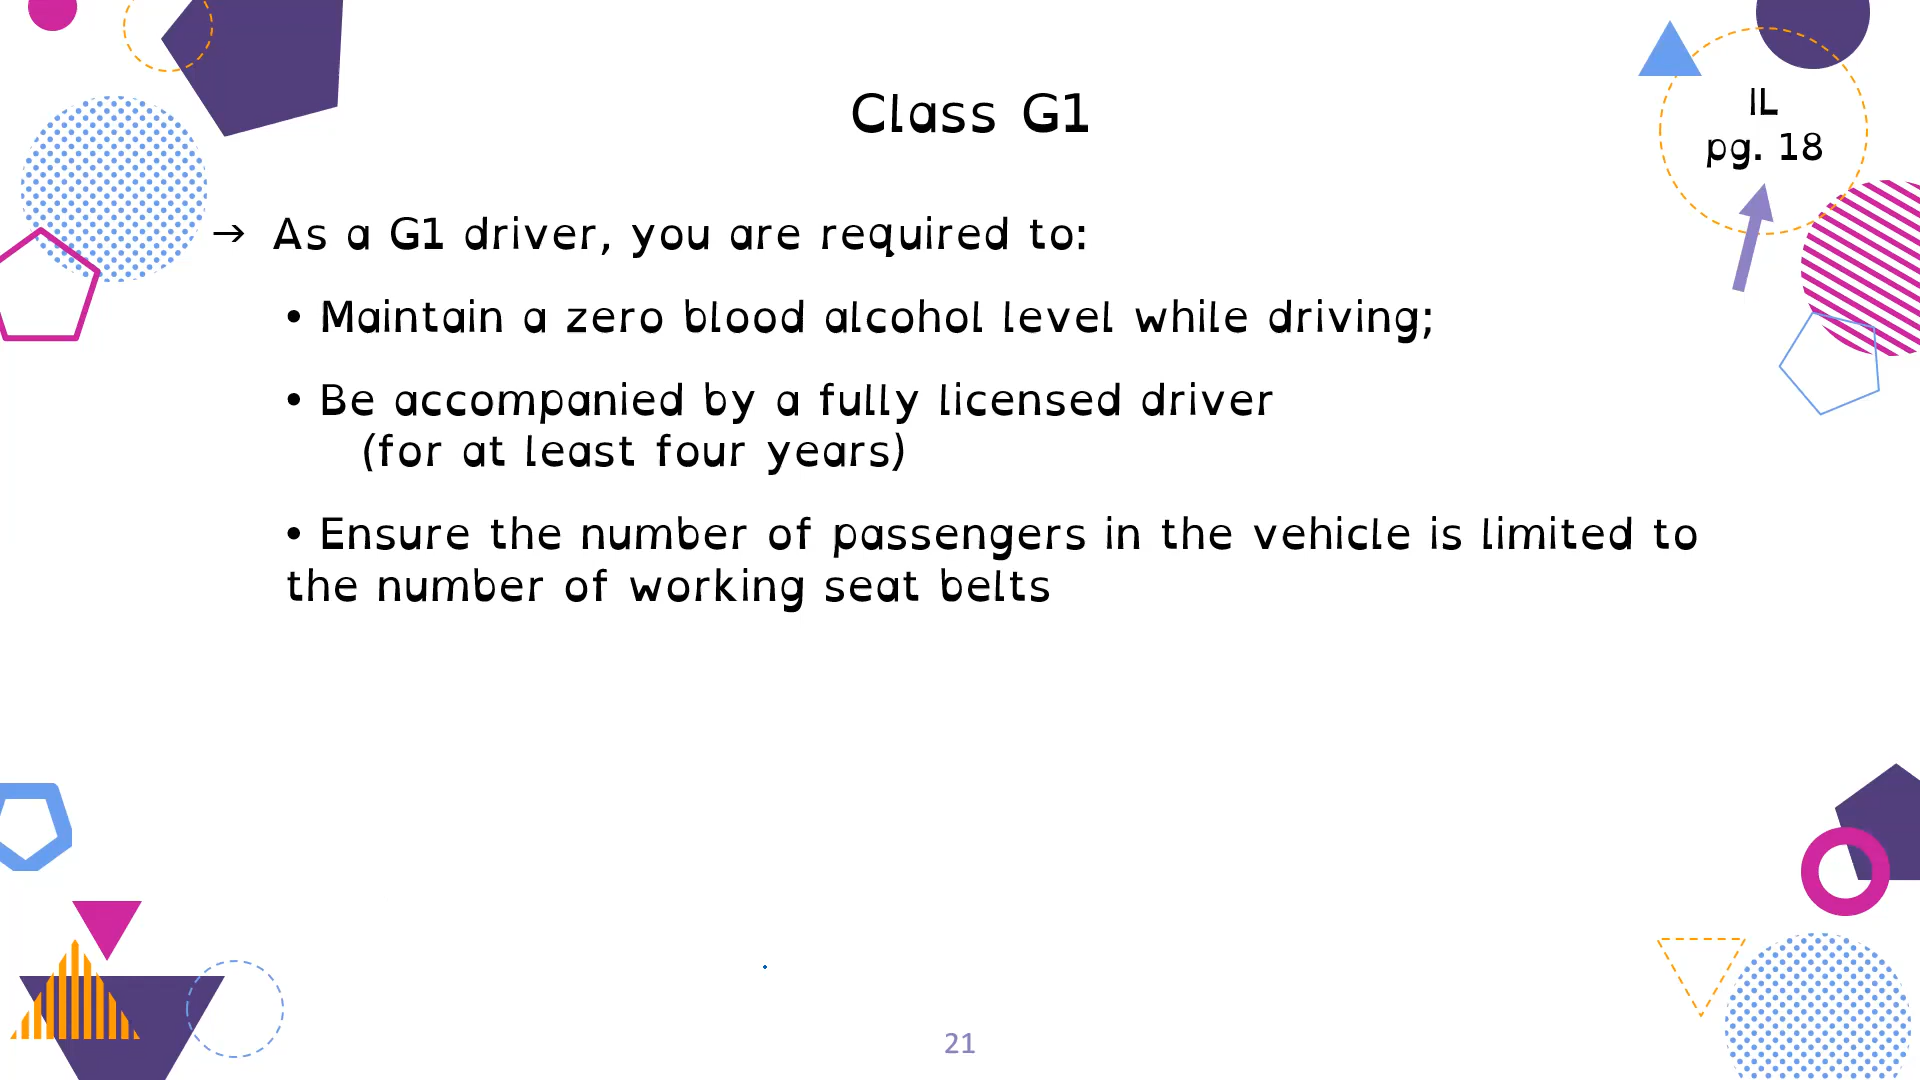 Class G1
IL
pg. 18
→ As a G1 driver, you are required to:
• Maintain a zero blood alcohol level while driving;
• Be accompanied by a fully licensed driver
(for at least four years)
• Ensure the number of passengers in the vehicle is limited to
the number of working seat belts
21